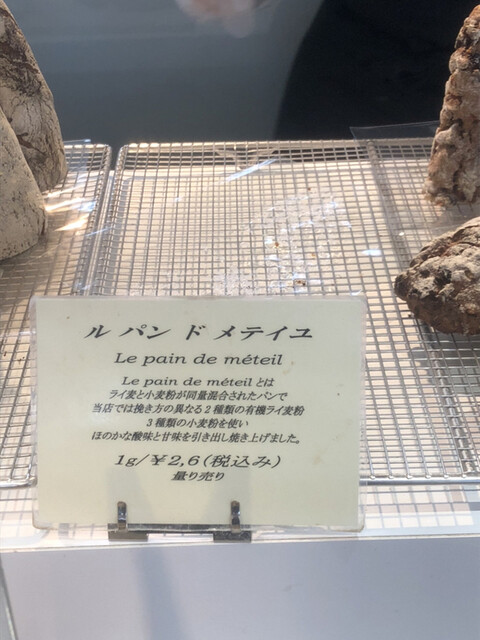 ル パン ド メテイユ
Le pain de méteil
Le pain de méteil とは
ライ麦と小麦粉が同量混合されたパンで
当店では挽き方の異なる2種類の有機ライ麦粉
3種類の小麦粉を使い
ほのかな酸味と甘味を引き出し焼き上げました。
1g/￥2,6(税込み)
量り売り